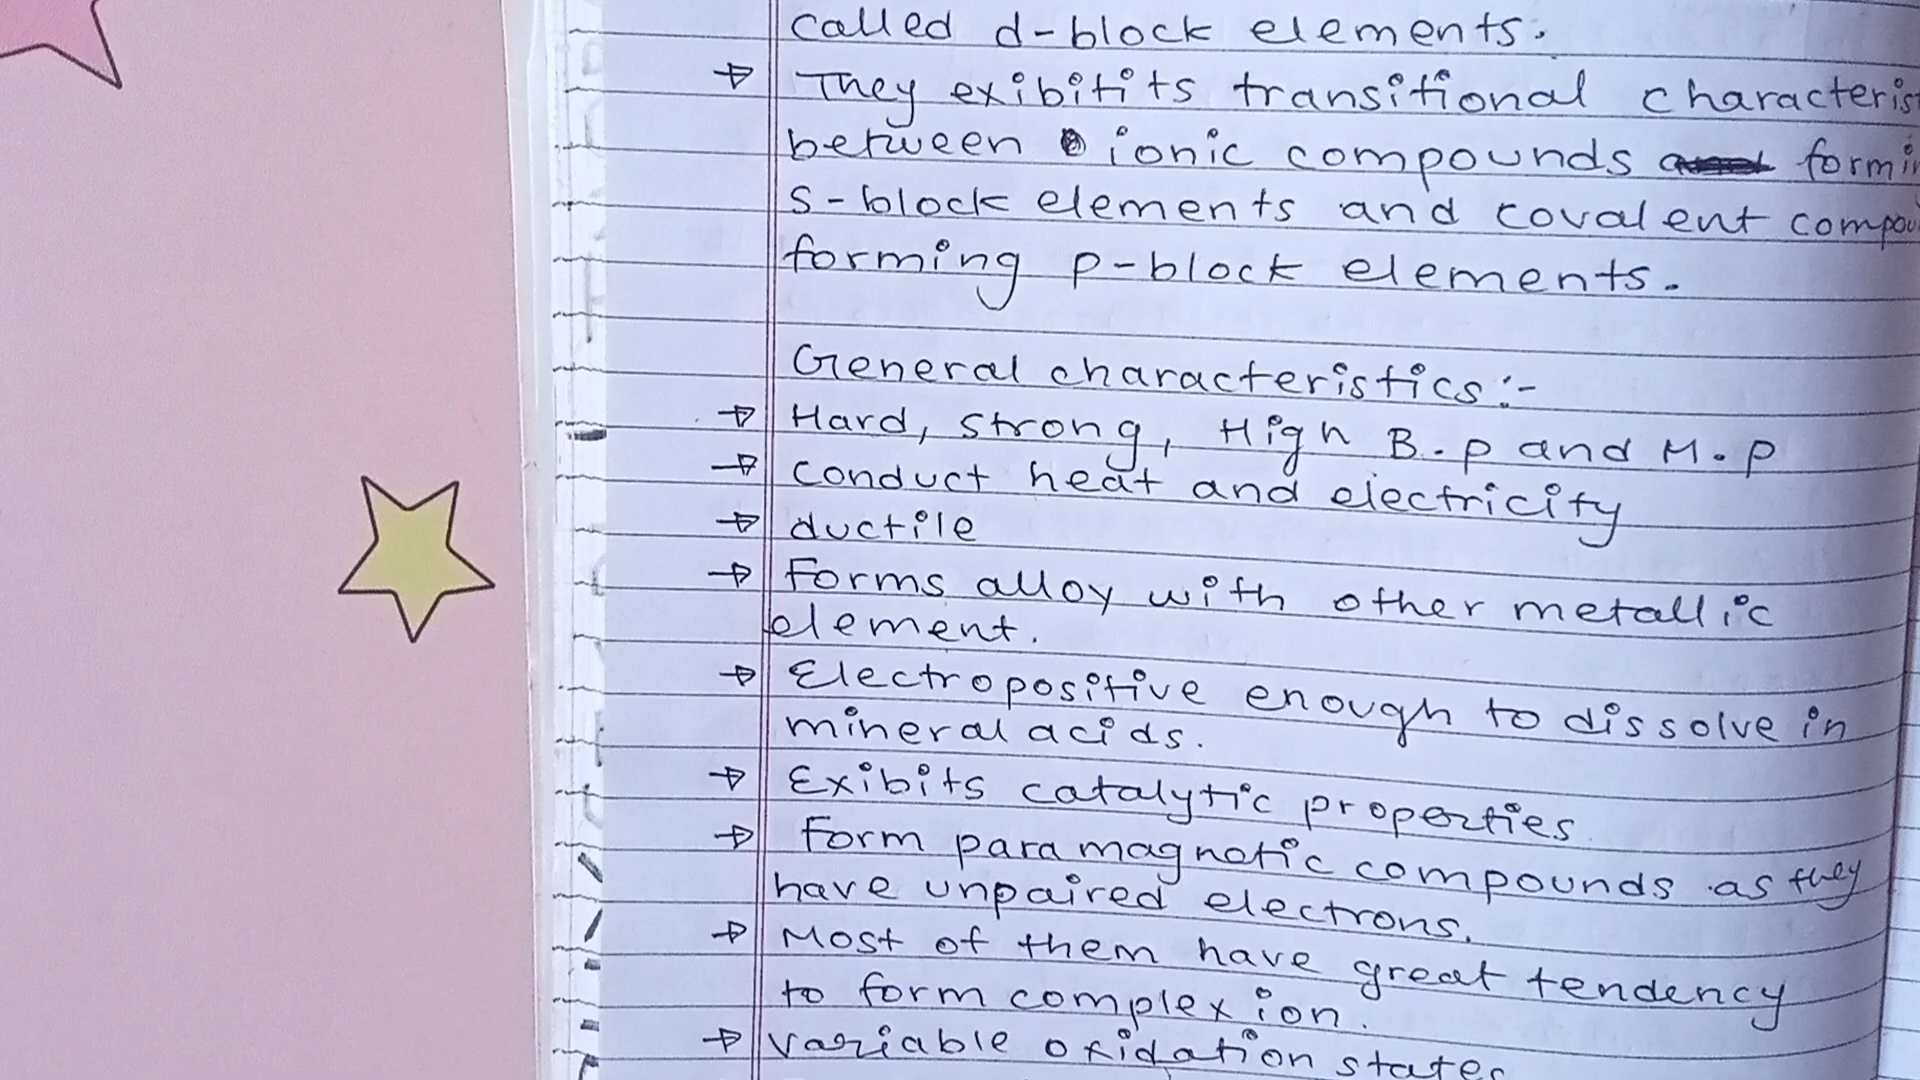 called d-block elements.
→ They exibitits transitional characteris
between ionic compounds formin
s-block elements and covalent compou
forming p-block elements.
General characteristics:-
→ Hard, strong, High B.p and M.p
→ conduct heat and electricity
→ ductile
→ Forms alloy with other metallic
element.
→ Electropositive enough to dissolve in
mineral acids.
→ Exibits catalytic properties
→ Form paramagnetic compounds as they
have unpaired electrons.
→ Most of them have great tendency
to form complex ion.
→ variable oxidation states